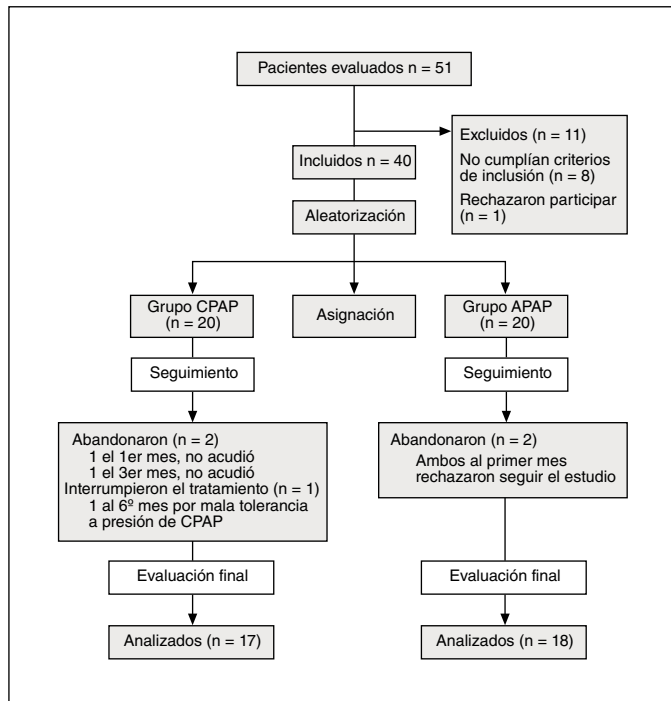 Pacientes evaluados n = 51
Excluidos (n = 11)
No cumplían criterios
de inclusión (n = 8)
Rechazaron participar
(n = 1)
Incluidos n = 40
Aleatorización
Grupo CPAP
(n = 20)
Asignación
Grupo APAP
(n = 20)
Seguimiento
Seguimiento
Abandonaron (n = 2)
1 el 1er mes, no acudió
1 el 3er mes, no acudió
Interrumpieron el tratamiento (n = 1)
1 al 6º mes por mala tolerancia
a presión de CPAP
Abandonaron (n = 2)
Ambos al primer mes
rechazaron seguir el estudio
Evaluación final
Evaluación final
Analizados (n = 17)
Analizados (n = 18)